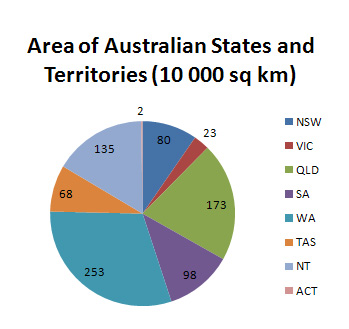 Area of Australian States and
Territories (10 000 sq km)
2
80
23
135
173
68
253
98
NSW
VIC
QLD
SA
WA
TAS
NT
ACT